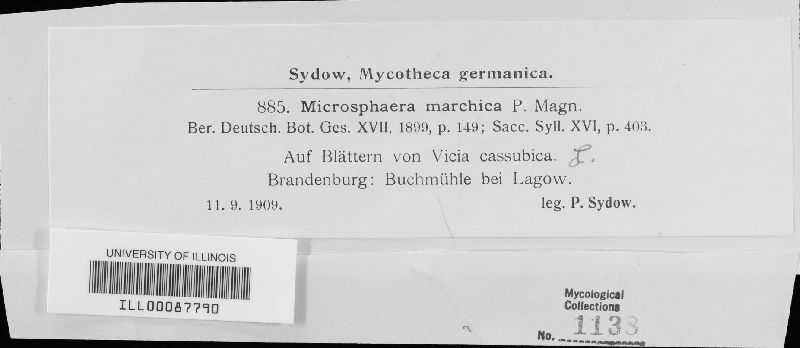 Sydow, Mycotheca germanica.
885. Microsphaera marchica P. Magn.
Ber. Deutsch. Bot. Ges. XVII, 1899, p. 149; Sacc. Syll. XVI, p. 403.
Auf Blättern von Vicia cassubica. L.
Brandenburg: Buchmühle bei Lagow.
11. 9. 1909. leg. P. Sydow.
UNIVERSITY OF ILLINOIS
ILL00087790
Mycological
Collections
No. 1138